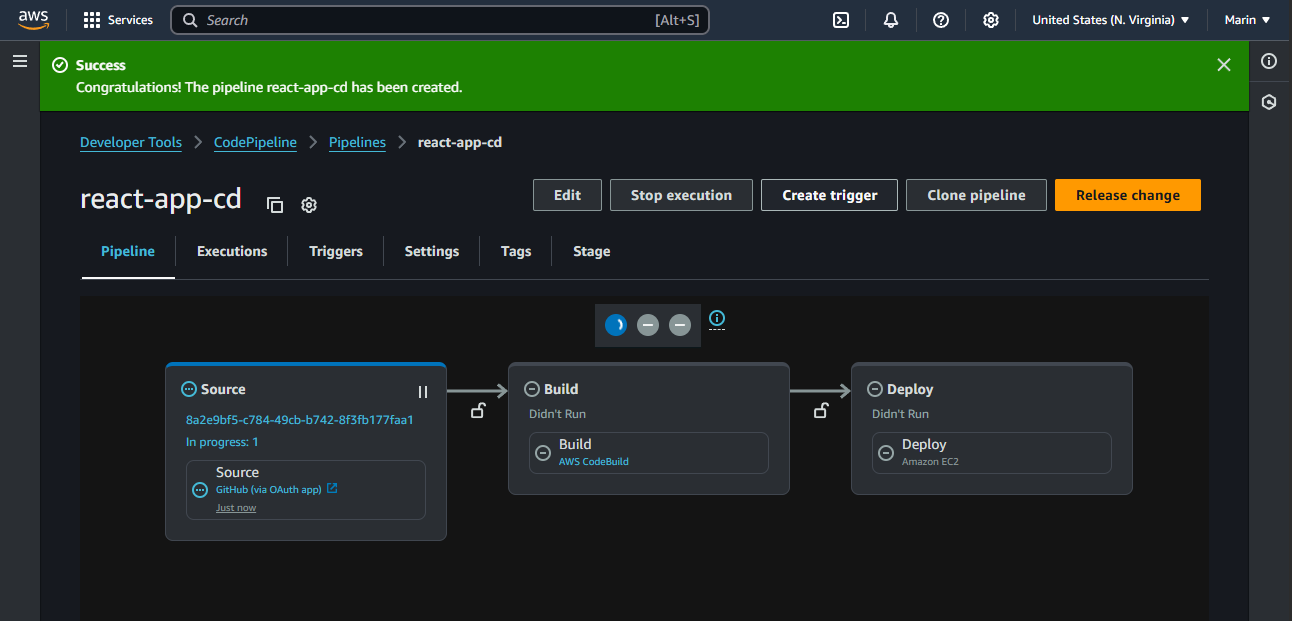 aws
Services
Search
[Alt+S]
United States (N. Virginia)
Marin
Success
Congratulations! The pipeline react-app-cd has been created.
Developer Tools
CodePipeline
Pipelines
react-app-cd
react-app-cd
Edit
Stop execution
Create trigger
Clone pipeline
Release change
Pipeline
Executions
Triggers
Settings
Tags
Stage
Source
8a2e9bf5-c784-49cb-b742-8f3fb177faa1
In progress: 1
Source
GitHub (via OAuth app)
Just now
Build
Didn't Run
Build
AWS CodeBuild
Deploy
Didn't Run
Deploy
Amazon EC2